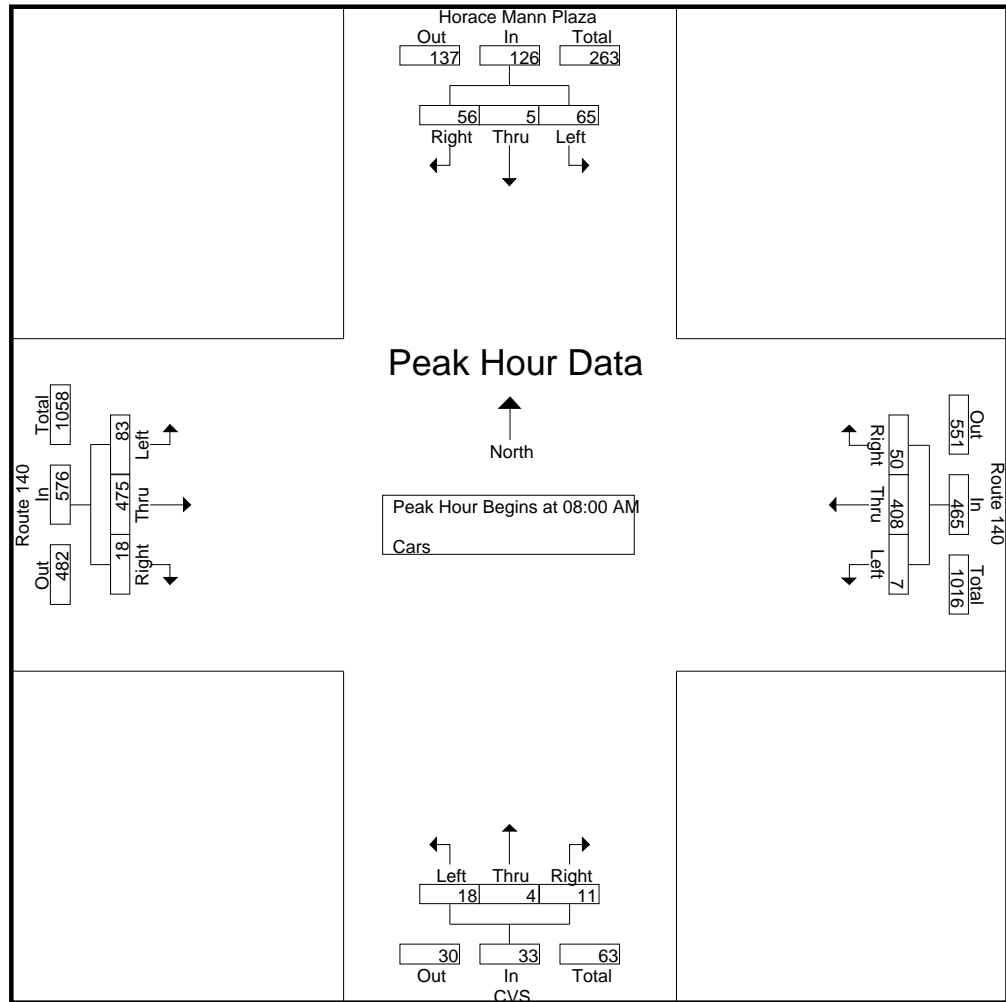 Horace Mann Plaza
Out In Total
137 126 263
56 5 65
Right Thru Left
Peak Hour Data
North
Peak Hour Begins at 08:00 AM
Cars
Route 140
Out In Total
482 576 1058
18 475 83
Right Thru Left
Route 140
Out In Total
551 465 1016
50 408 7
Right Thru Left
Left Thru Right
18 4 11
30 33 63
Out In Total
CVS